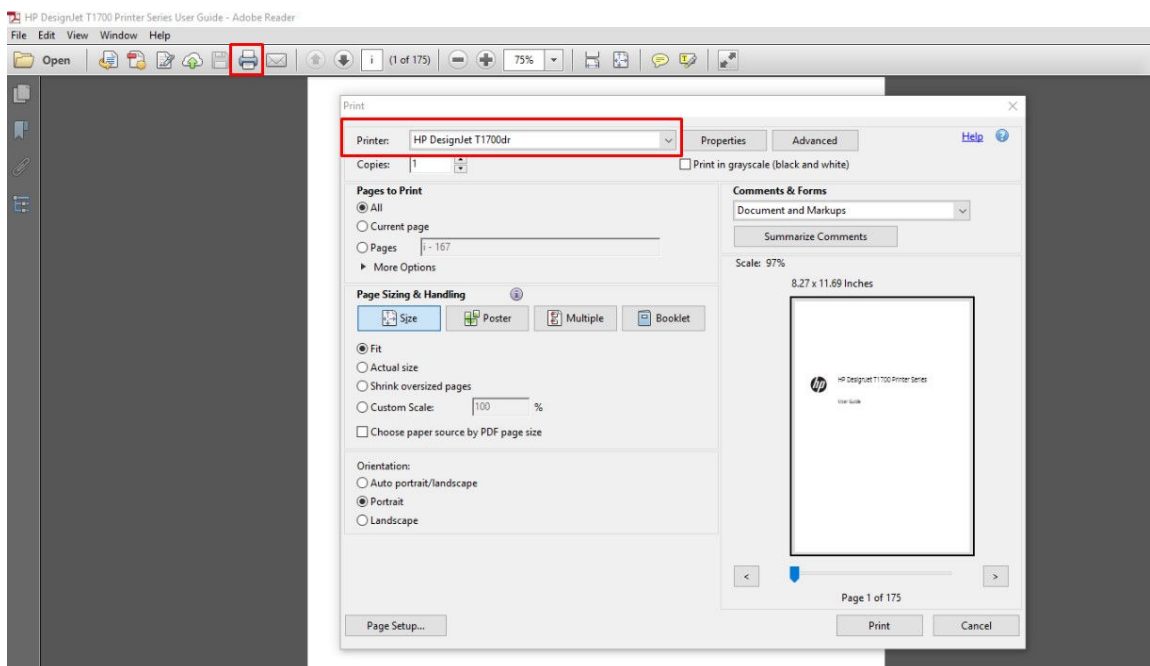 HP DesignJet T1700 Printer Series User Guide - Adobe Reader
File Edit View Window Help
Open i (1 of 175) 75%
Print
Printer: HP DesignJet T1700dr Properties Advanced Help
Copies: 1 Print in grayscale (black and white)
Pages to Print
All
Current page
Pages i - 167
More Options
Page Sizing & Handling
Size Poster Multiple Booklet
Fit
Actual size
Shrink oversized pages
Custom Scale: 100 %
Choose paper source by PDF page size
Orientation:
Auto portrait/landscape
Portrait
Landscape
Comments & Forms
Document and Markups
Summarize Comments
Scale: 97%
8.27 x 11.69 Inches
hp HP DesignJet T1700 Printer Series
User Guide
< >
Page 1 of 175
Page Setup... Print Cancel